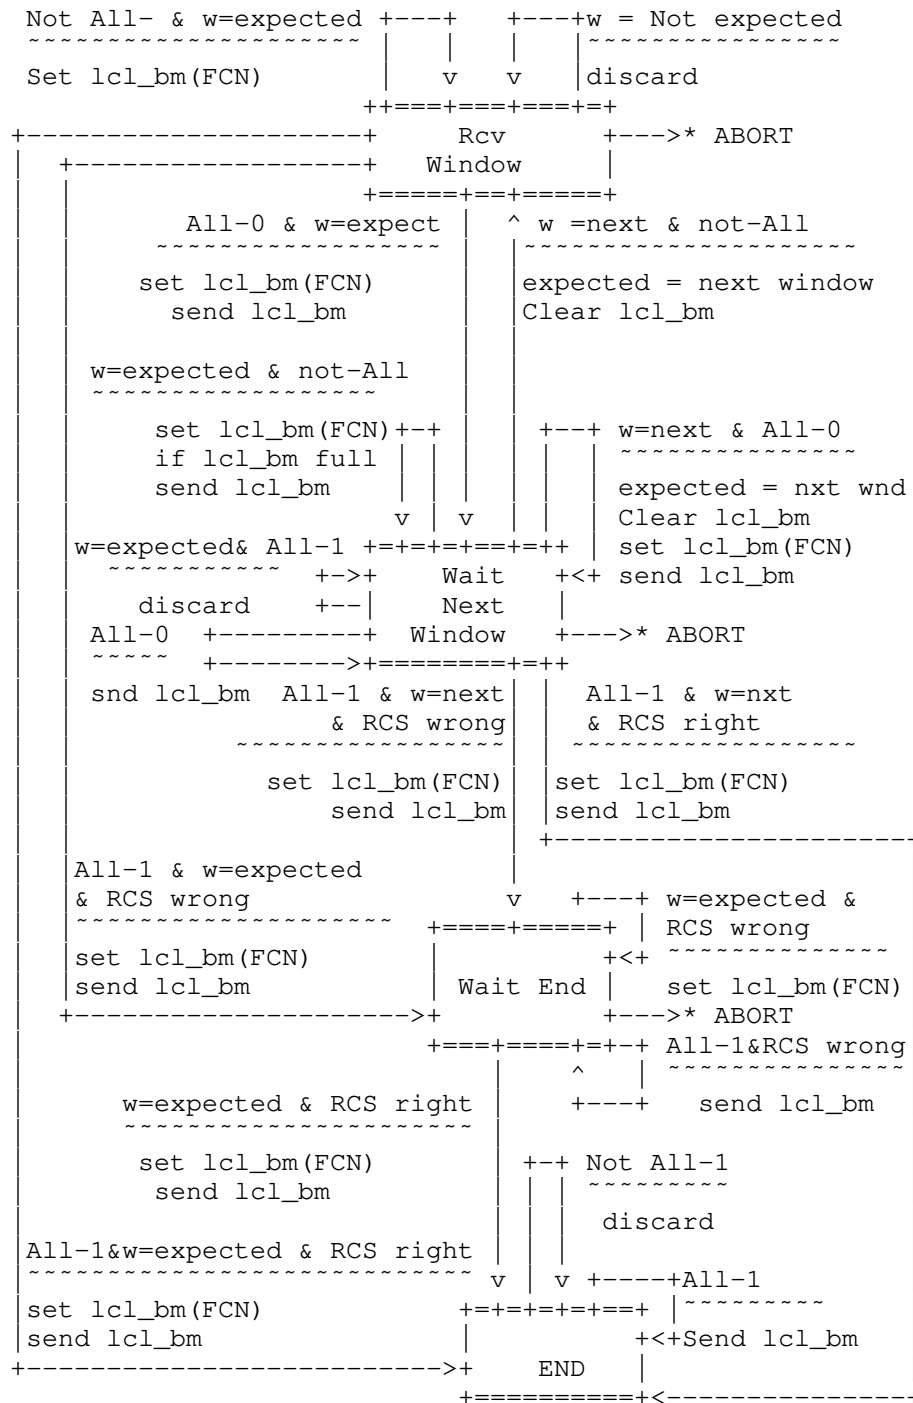 Not All- & w=expected +---+   +---+w = Not expected
~~~~~~~~~~~~~~~~~~~~~ |   |   |   |~~~~~~~~~~~~~~~~
Set lcl_bm(FCN)       |   v   v   |discard
++===+===+===+=+
+---------------------+     Rcv       +--->* ABORT
|  +------------------+   Window      |
|  |                  +=====+==+=====+
|  |       All-0 & w=expect |  ^ w =next & not-All
|  |     ~~~~~~~~~~~~~~~~~~ |  |~~~~~~~~~~~~~~~~~~~~~
|  |    set lcl_bm(FCN)     |  |expected = next window
|  |      send lcl_bm       |  |Clear lcl_bm
|  |                        |  |
|  | w=expected & not-All   |  |
|  | ~~~~~~~~~~~~~~~~~~     |  |
|  |     set lcl_bm(FCN)+-+ |  | +--+ w=next & All-0
|  |     if lcl_bm full | | |  | |  | ~~~~~~~~~~~~~~~
|  |     send lcl_bm    | | |  | |  | expected = nxt wnd
|  |                    v | v  | |  | Clear lcl_bm
|  |w=expected& All-1 +=+=+=+==+=++ | set lcl_bm(FCN)
|  |  ~~~~~~~~~~~  +->+    Wait   +<+ send lcl_bm
|  |    discard    +--|    Next   |
|  | All-0  +---------+  Window   +--->* ABORT
|  | ~~~~~  +-------->+========+=++
|  | snd lcl_bm  All-1 & w=next| |  All-1 & w=nxt
|  |                & RCS wrong| |  & RCS right
|  |          ~~~~~~~~~~~~~~~~~| | ~~~~~~~~~~~~~~~~~~
|  |            set lcl_bm(FCN)| |set lcl_bm(FCN)
|  |                send lcl_bm| |send lcl_bm
|  |                           | +-----------------------
|  |All-1 & w=expected         |
|  |& RCS wrong                v   +---+ w=expected &
|  |~~~~~~~~~~~~~~~~~~~~  +====+=====+ | RCS wrong
|  |set lcl_bm(FCN)       |          +<+ ~~~~~~~~~~~~~~
|  |send lcl_bm           | Wait End |   set lcl_bm(FCN)
|  +--------------------->+          +--->* ABORT
|                         +===+====+=+-+ All-1&RCS wrong
|                             |    ^   | ~~~~~~~~~~~~~~~
|      w=expected & RCS right |    +---+   send lcl_bm
|      ~~~~~~~~~~~~~~~~~~~~~~ |
|       set lcl_bm(FCN)       | +-+ Not All-1
|        send lcl_bm          | | | ~~~~~~~~~
|                             | | |  discard
|All-1&w=expected & RCS right | | |
|~~~~~~~~~~~~~~~~~~~~~~~~~~~~ v | v +----+All-1
|set lcl_bm(FCN)            +=+=+=+=+==+ |~~~~~~~~~
|send lcl_bm                |          +<+Send lcl_bm
+-------------------------->+    END   |
+==========+<----------------